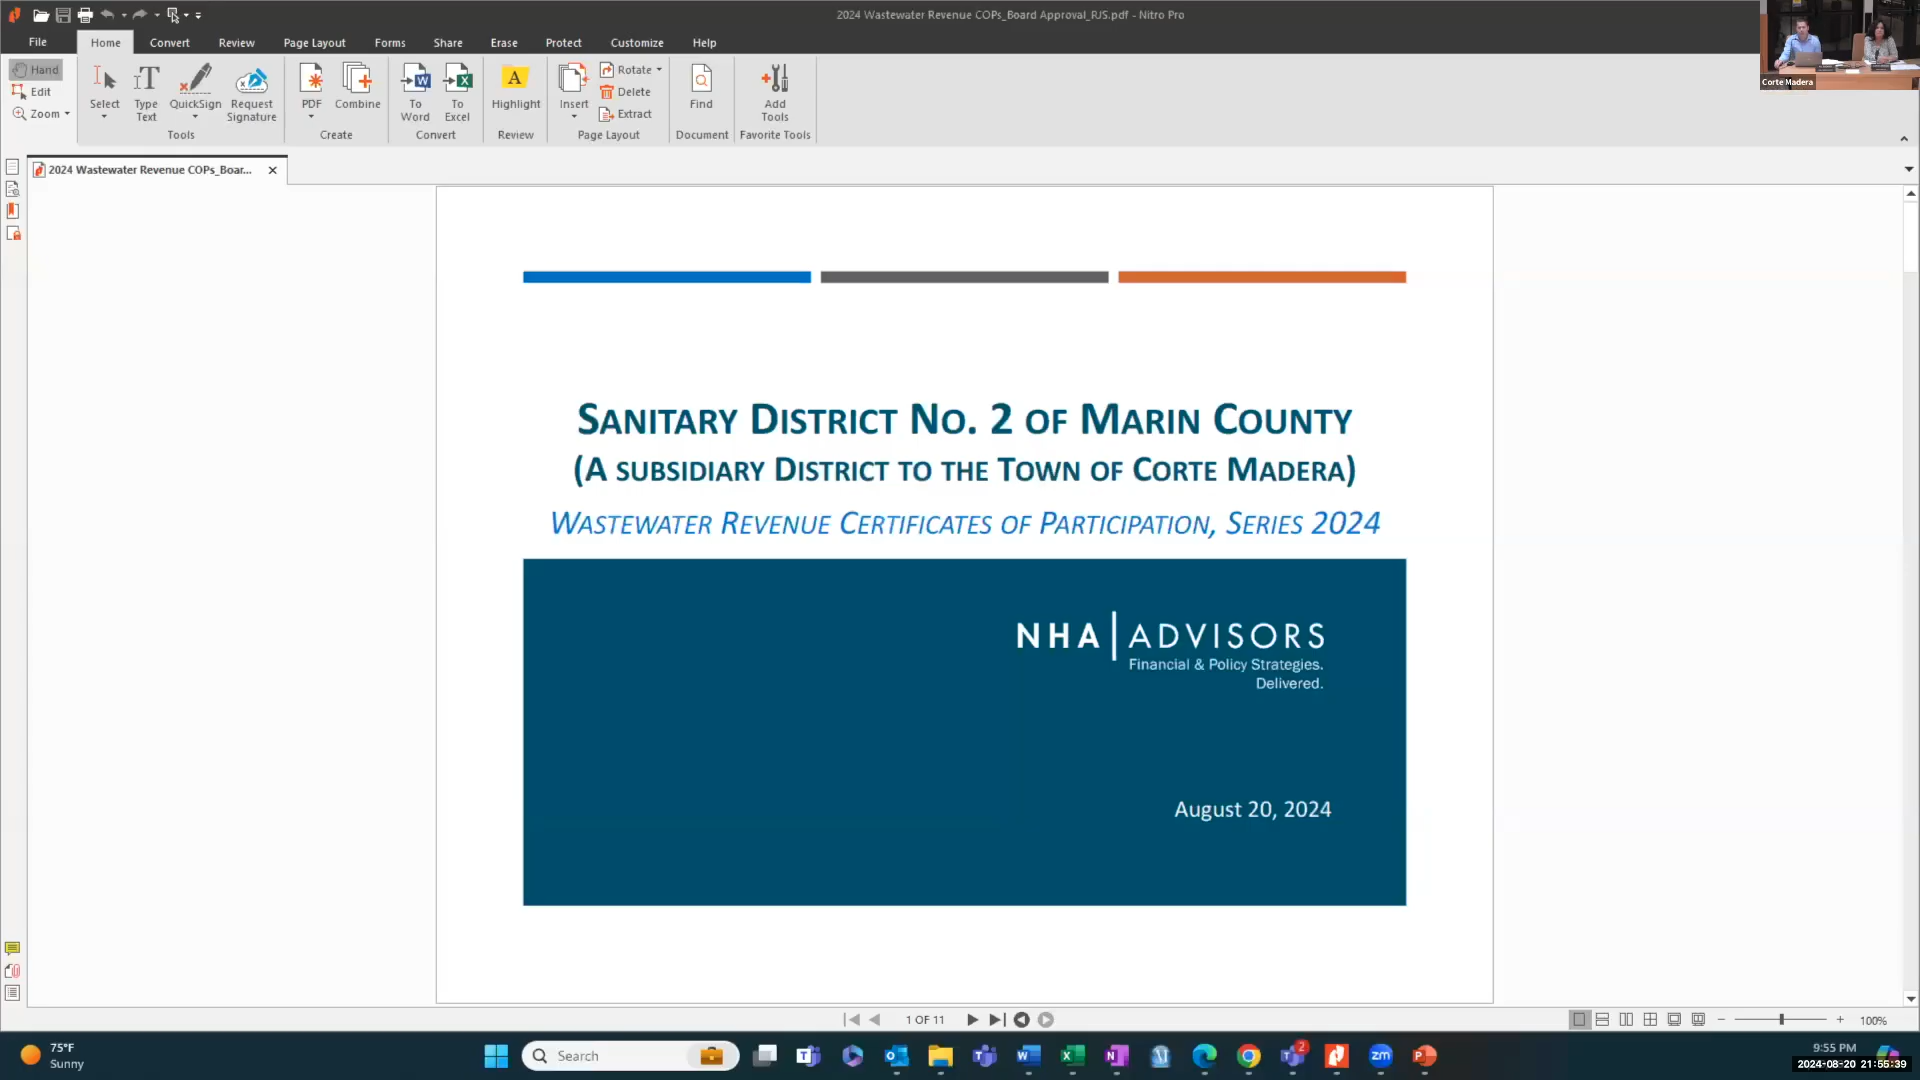 2024 Wastewater Revenue COPs_Board Approval_RJS.pdf - Nitro Pro
File
Home
Convert
Review
Page Layout
Forms
Share
Erase
Protect
Customize
Help
Corte Madera
Hand
Edit
Zoom
Select
Type Text
QuickSign
Request Signature
Tools
PDF
Combine
Create
To Word
To Excel
Convert
Highlight
Review
Insert
Rotate
Delete
Extract
Page Layout
Find
Document
Add Tools
Favorite Tools
2024 Wastewater Revenue COPs_Boar...
SANITARY DISTRICT NO. 2 OF MARIN COUNTY
(A SUBSIDIARY DISTRICT TO THE TOWN OF CORTE MADERA)
WASTEWATER REVENUE CERTIFICATES OF PARTICIPATION, SERIES 2024
NHA | ADVISORS
Financial & Policy Strategies.
Delivered.
August 20, 2024
1 OF 11
100%
75°F
Sunny
Search
2
zm
9:55 PM
2024-08-20 21:55:39